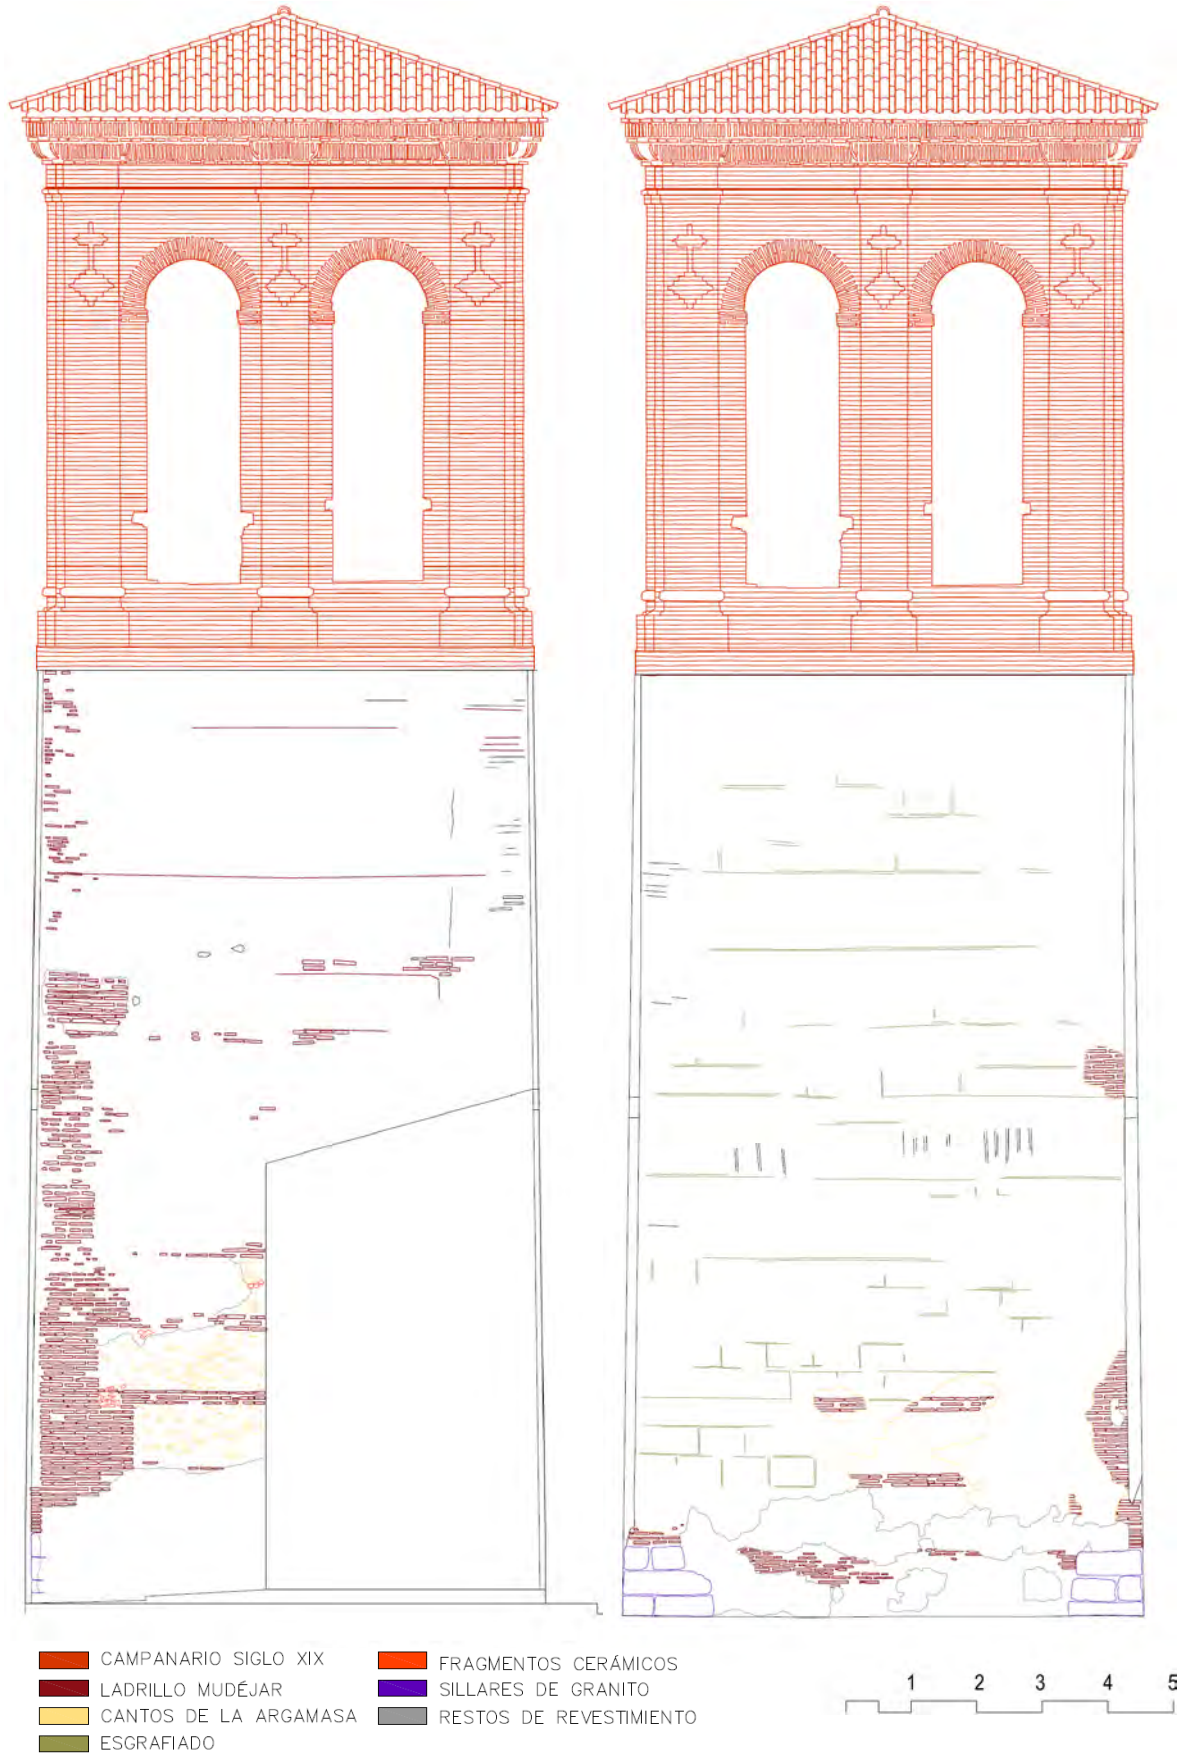 CAMPANARIO SIGLO XIX
LADRILLO MUDÉJAR
CANTOS DE LA ARGAMASA
ESGRAFIADO
FRAGMENTOS CERÁMICOS
SILLARES DE GRANITO
RESTOS DE REVESTIMIENTO
1 2 3 4 5